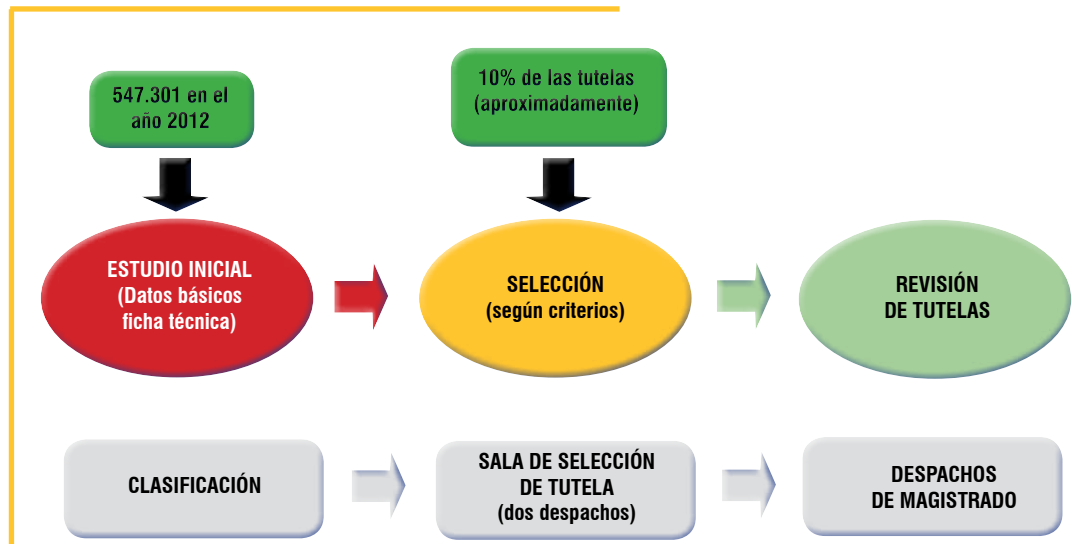 547.301 en el
año 2012
10% de las tutelas
(aproximadamente)
ESTUDIO INICIAL
(Datos básicos
ficha técnica)
SELECCIÓN
(según criterios)
REVISIÓN
DE TUTELAS
CLASIFICACIÓN
SALA DE SELECCIÓN
DE TUTELA
(dos despachos)
DESPACHOS
DE MAGISTRADO